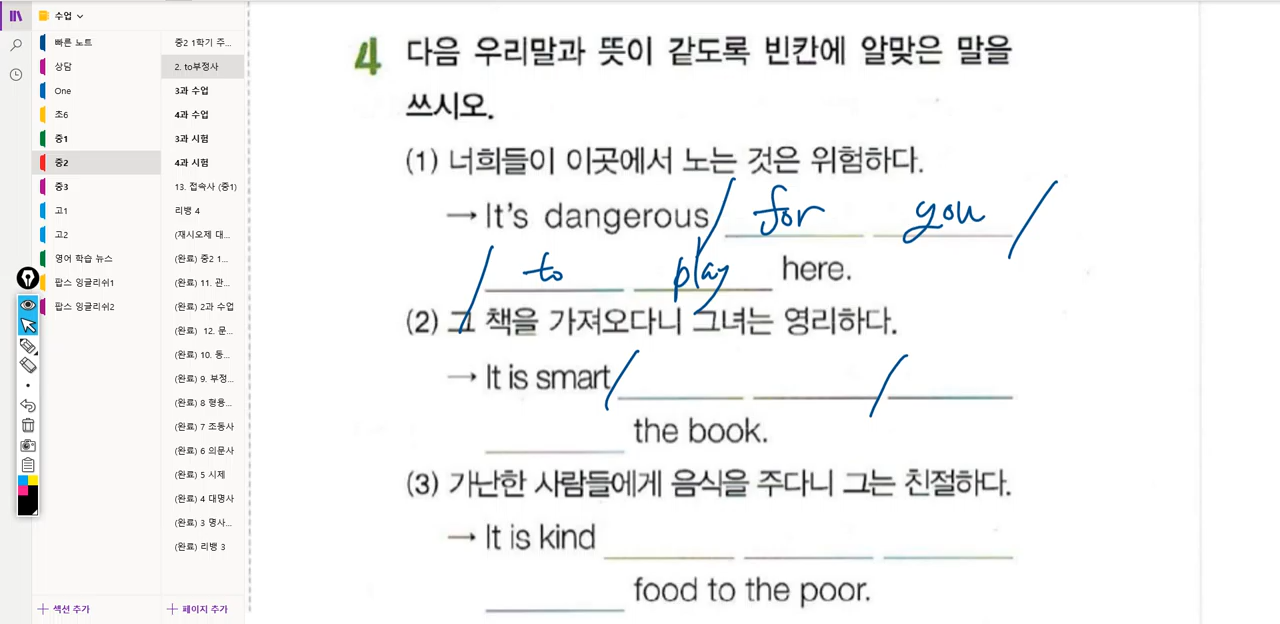 수업
빠른 노트
상담
One
초6
중1
중2
중3
고1
고2
영어 학습 뉴스
팝스 잉글리쉬1
팝스 잉글리쉬2
+ 섹션 추가
중2 1학기 주...
2. to부정사
3과 수업
4과 수업
3과 시험
4과 시험
13. 접속사 (중1)
리뱅 4
(재시오제 대...
(완료) 중2 1...
(완료) 11. 관...
(완료) 2과 수업
(완료) 12. 문...
(완료) 10. 동...
(완료) 9. 부정...
(완료) 8 형용...
(완료) 7 조동사
(완료) 6 의문사
(완료) 5 시제
(완료) 4 대명사
(완료) 3 명사...
(완료) 리뱅 3
+ 페이지 추가
4 다음 우리말과 뜻이 같도록 빈칸에 알맞은 말을
쓰시오.
(1) 너희들이 이곳에서 노는 것은 위험하다.
→ It's dangerous / for you /
/ to play here.
(2) 그 책을 가져오다니 그녀는 영리하다.
→ It is smart / /
the book.
(3) 가난한 사람들에게 음식을 주다니 그는 친절하다.
→ It is kind
food to the poor.